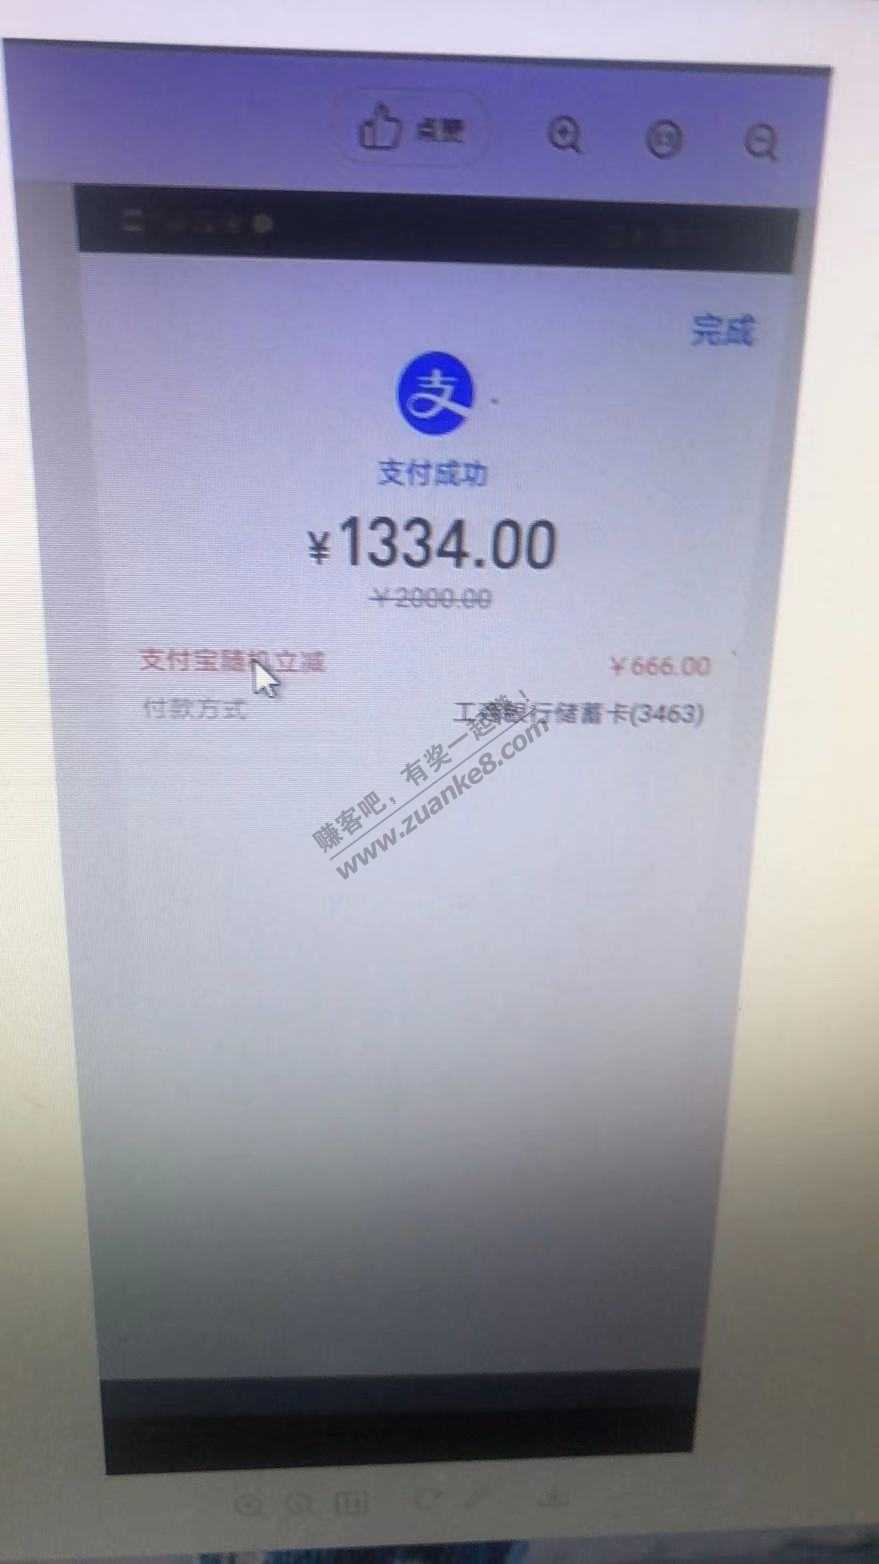 点赞
完成
支
支付成功
¥1334.00
¥2000.00
支付宝随机立减 ¥666.00
付款方式 工商银行储蓄卡(3463)
赚客吧，有奖一起赚！
www.zuanke8.com